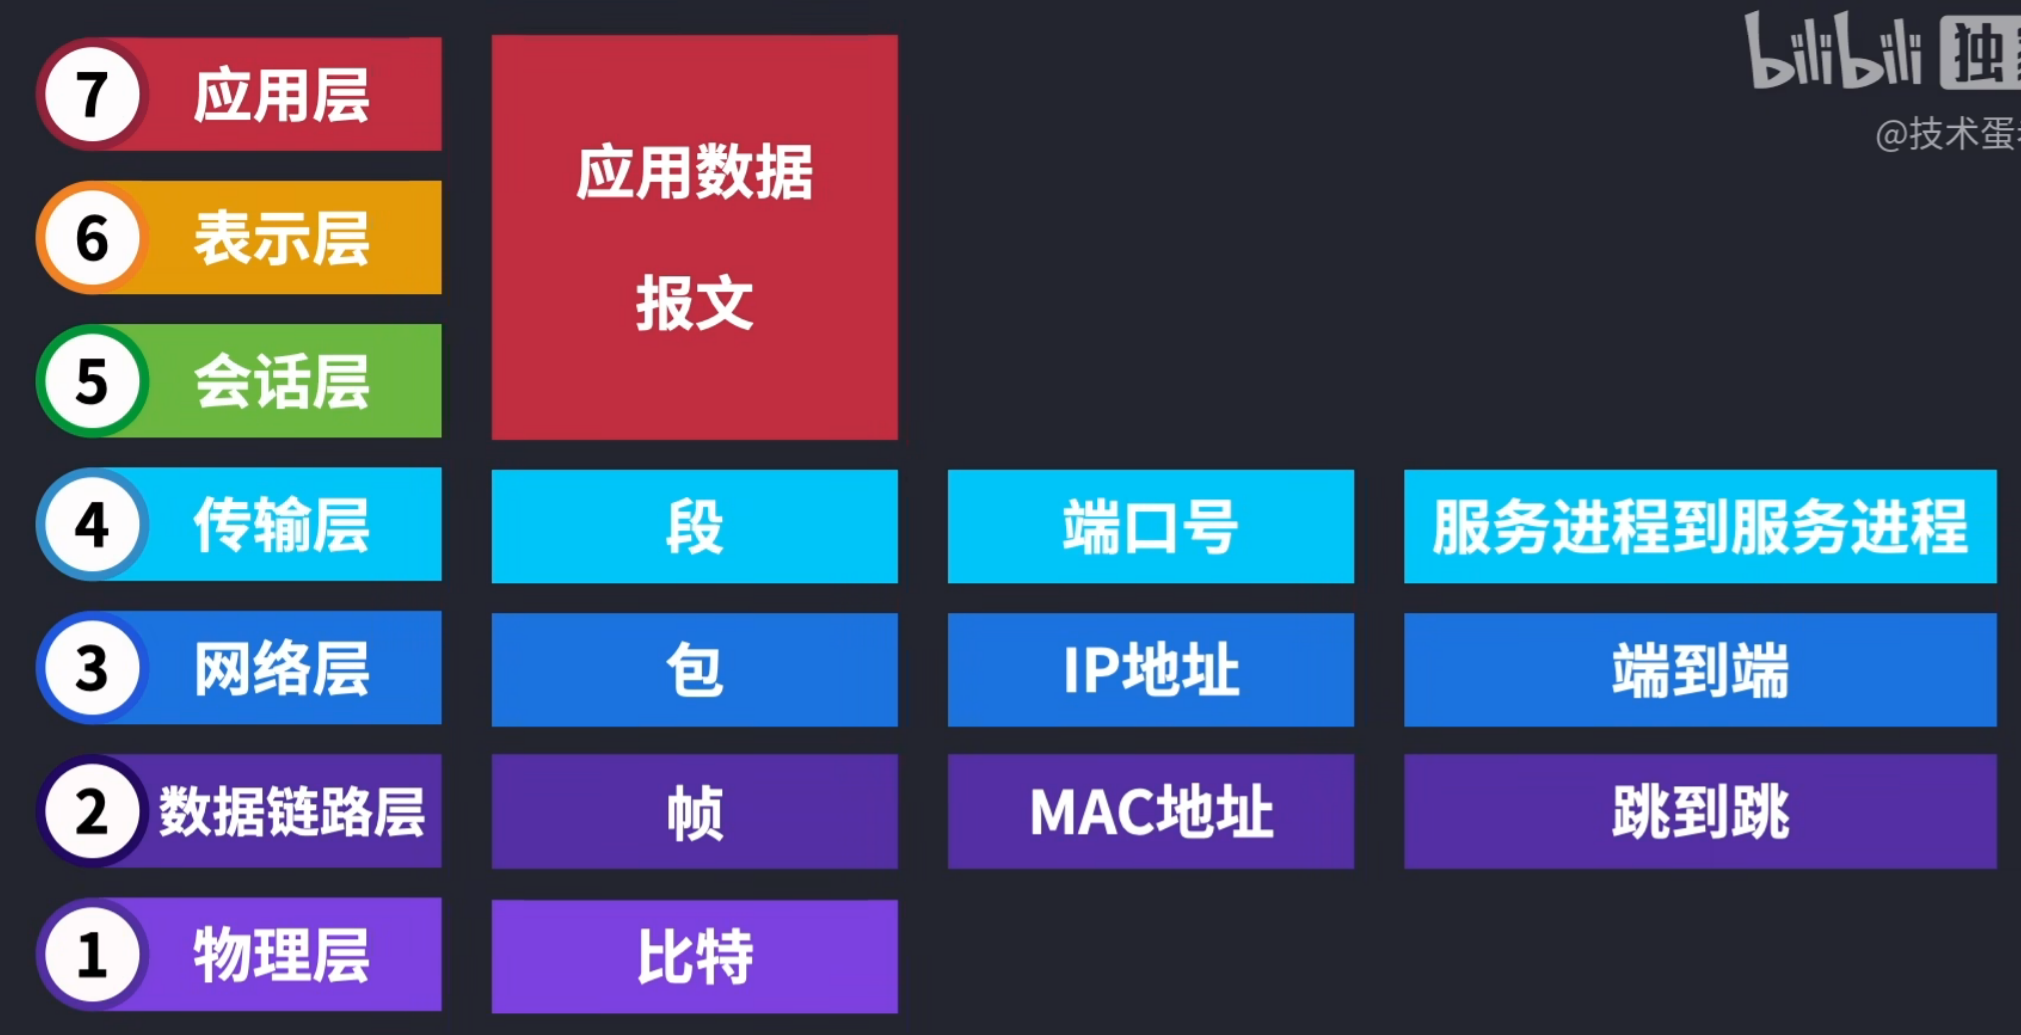 bilibili 独
@技术蛋
7 应用层
应用数据
报文
6 表示层
5 会话层
4 传输层 段 端口号 服务进程到服务进程
3 网络层 包 IP地址 端到端
2 数据链路层 帧 MAC地址 跳到跳
1 物理层 比特